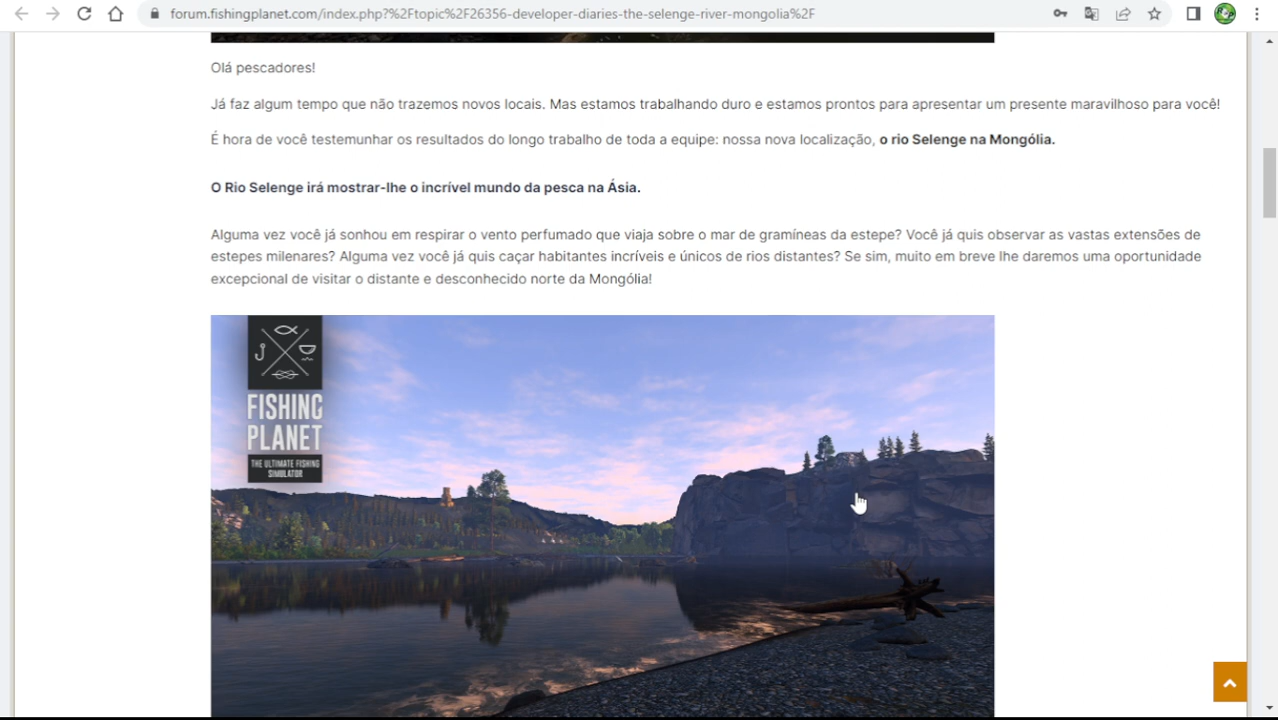 forum.fishingplanet.com/index.php?%2Ftopic%2F26356-developer-diaries-the-selenge-river-mongolia%2F
Olá pescadores!
Já faz algum tempo que não trazemos novos locais. Mas estamos trabalhando duro e estamos prontos para apresentar um presente maravilhoso para você!
É hora de você testemunhar os resultados do longo trabalho de toda a equipe: nossa nova localização, o rio Selenge na Mongólia.
O Rio Selenge irá mostrar-lhe o incrível mundo da pesca na Ásia.
Alguma vez você já sonhou em respirar o vento perfumado que viaja sobre o mar de gramíneas da estepe? Você já quis observar as vastas extensões de
estepes milenares? Alguma vez você já quis caçar habitantes incríveis e únicos de rios distantes? Se sim, muito em breve lhe daremos uma oportunidade
excepcional de visitar o distante e desconhecido norte da Mongólia!
FISHING
PLANET
THE ULTIMATE FISHING
SIMULATOR